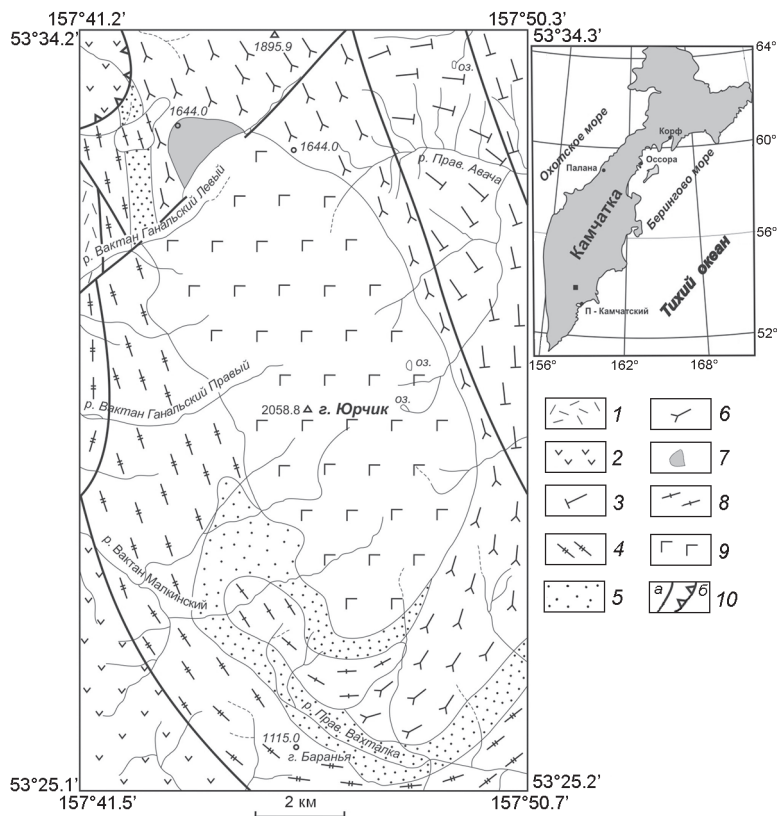 157°41.2'
157°50.3'
53°34.2'
53°34.3'
1895.9
оз.
1644.0
1644.0
р. Прав. Авача
р. Вактан Ганальский Левый
оз.
р. Вактан Ганальский Правый
2058.8
г. Юрчик
оз.
р. Вактан Малкинский
р. Прав. Вахталка
1115.0
г. Баранья
53°25.1'
53°25.2'
157°41.5'
157°50.7'
2 км
64°
60°
56°
52°
156°
162°
168°
Охотское море
Корф
Оссора
Палана
Камчатка
Берингово море
Тихий океан
П - Камчатский
1
6
2
7
3
8
4
9
5
а
б
10